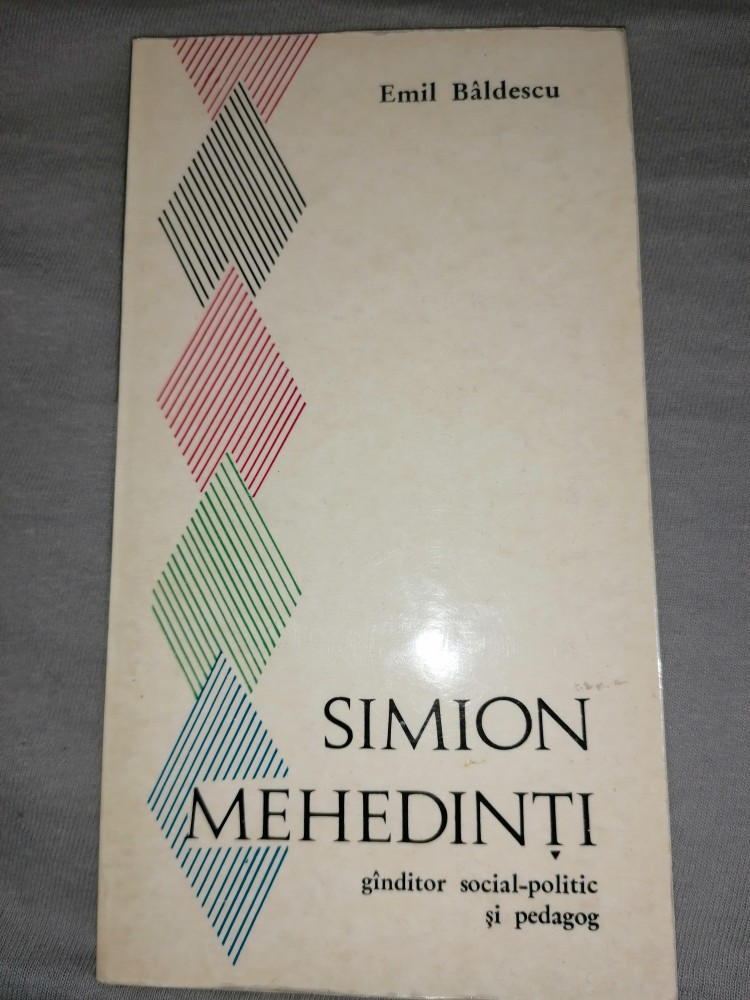 Emil Bâldescu
SIMION
MEHEDINȚI
gînditor social-politic
și pedagog